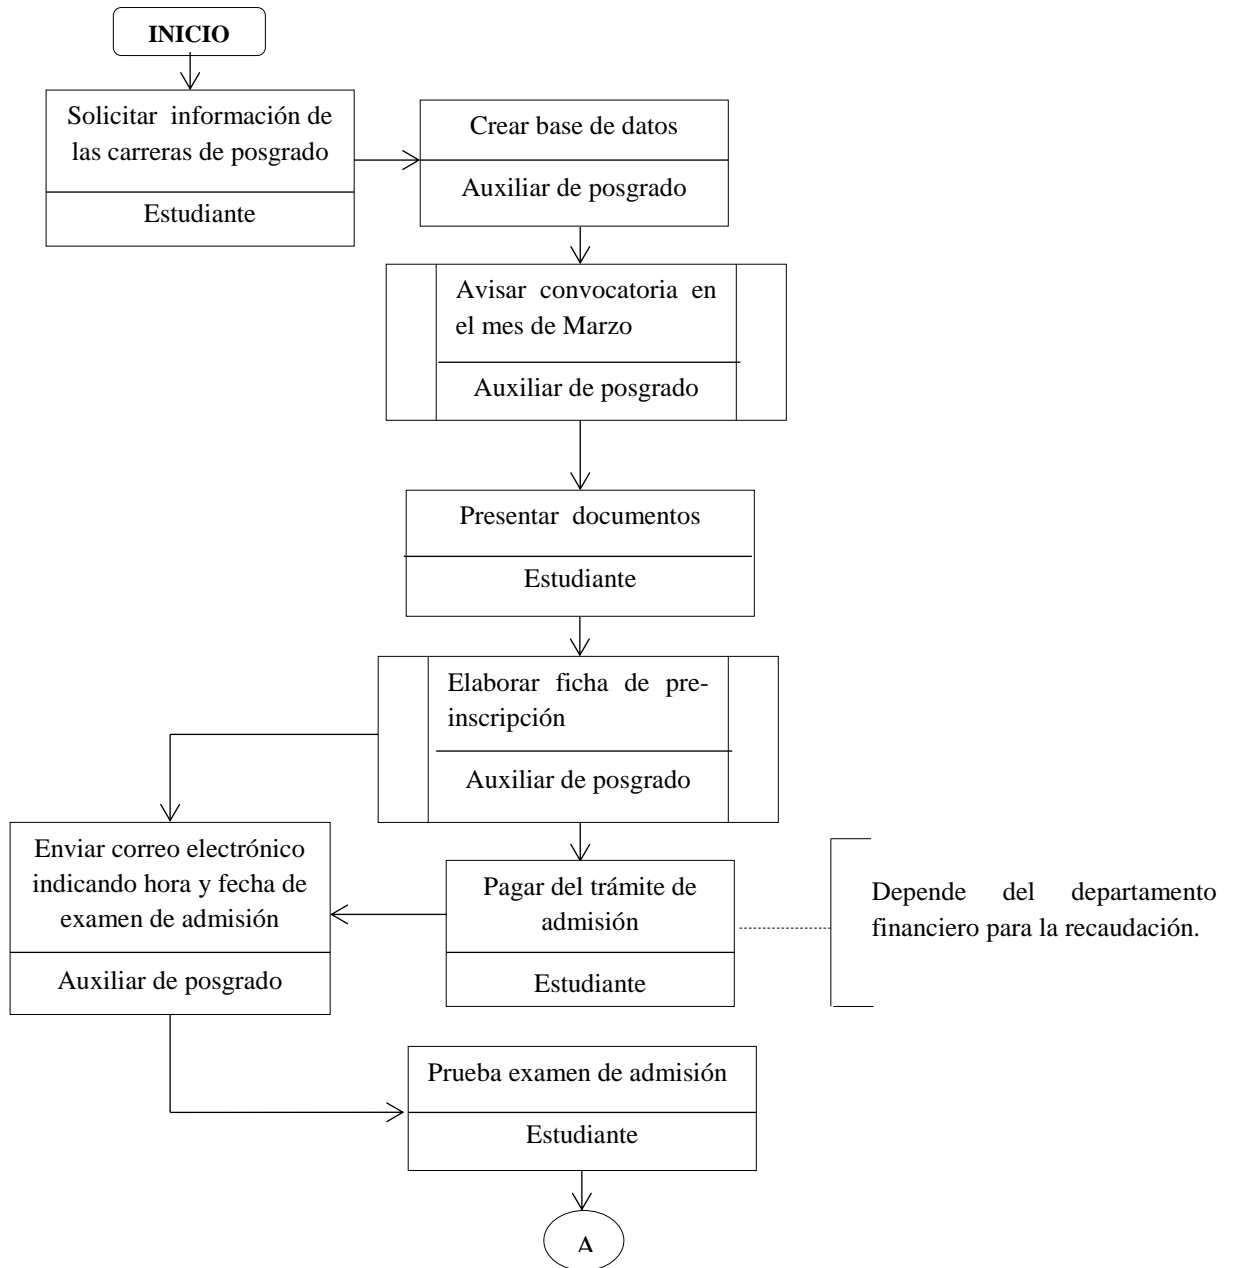 INICIO
Solicitar información de
las carreras de posgrado
Estudiante
Crear base de datos
Auxiliar de posgrado
Avisar convocatoria en
el mes de Marzo
Auxiliar de posgrado
Presentar documentos
Estudiante
Elaborar ficha de pre-
inscripción
Auxiliar de posgrado
Enviar correo electrónico
indicando hora y fecha de
examen de admisión
Auxiliar de posgrado
Pagar del trámite de
admisión
Estudiante
Depende del departamento
financiero para la recaudación.
Prueba examen de admisión
Estudiante
A